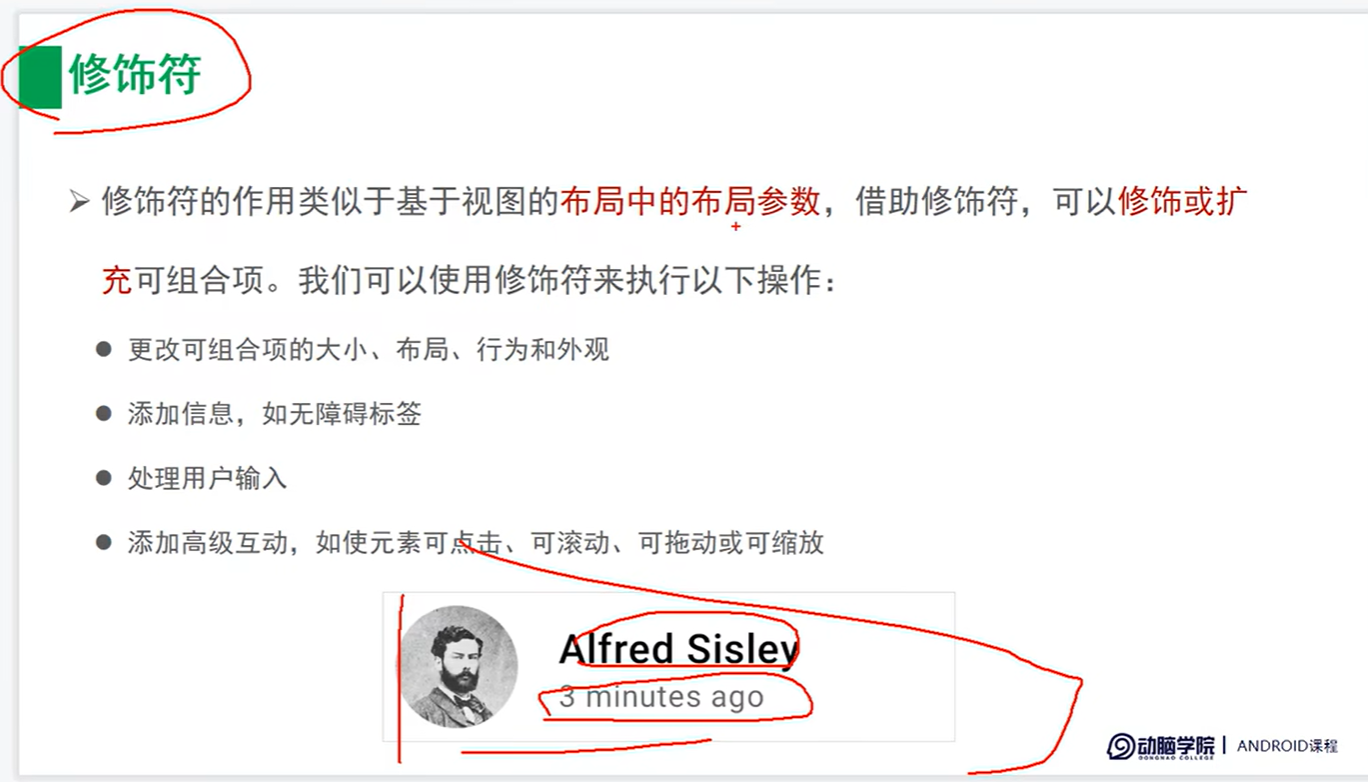 修饰符
修饰符的作用类似于基于视图的布局中的布局参数，借助修饰符，可以修饰或扩
充可组合项。我们可以使用修饰符来执行以下操作：
更改可组合项的大小、布局、行为和外观
添加信息，如无障碍标签
处理用户输入
添加高级互动，如使元素可点击、可滚动、可拖动或可缩放
Alfred Sisley
3 minutes ago
动脑学院 | ANDROID课程
DONGNAO COLLEGE